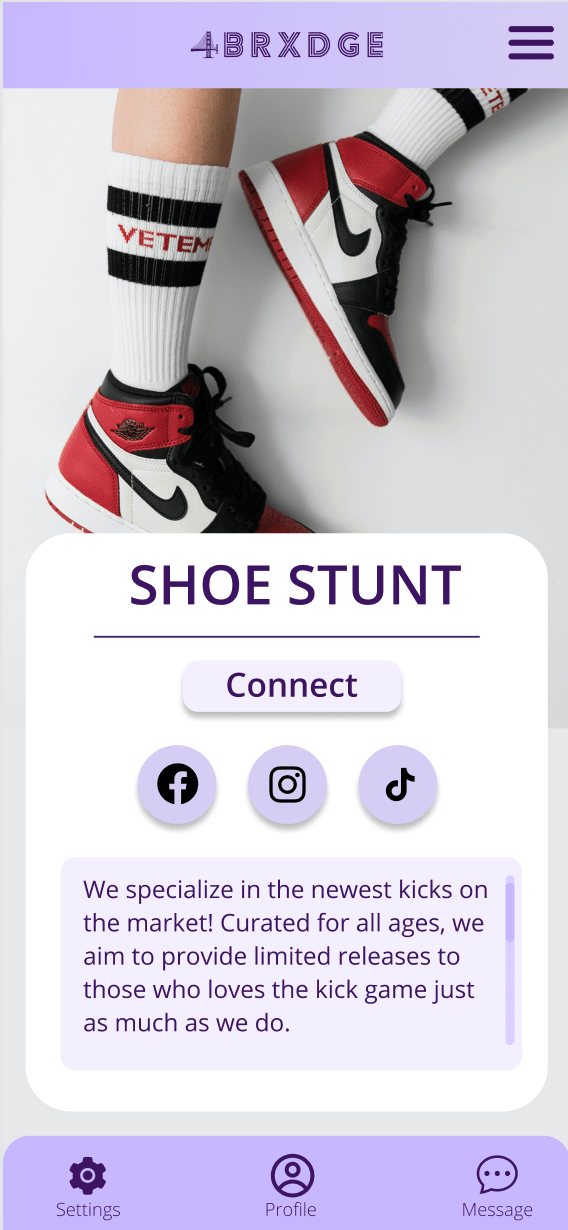 4BRXDGE
VETEM
SHOE STUNT
Connect
We specialize in the newest kicks on
the market! Curated for all ages, we
aim to provide limited releases to
those who loves the kick game just
as much as we do.
Settings
Profile
Message